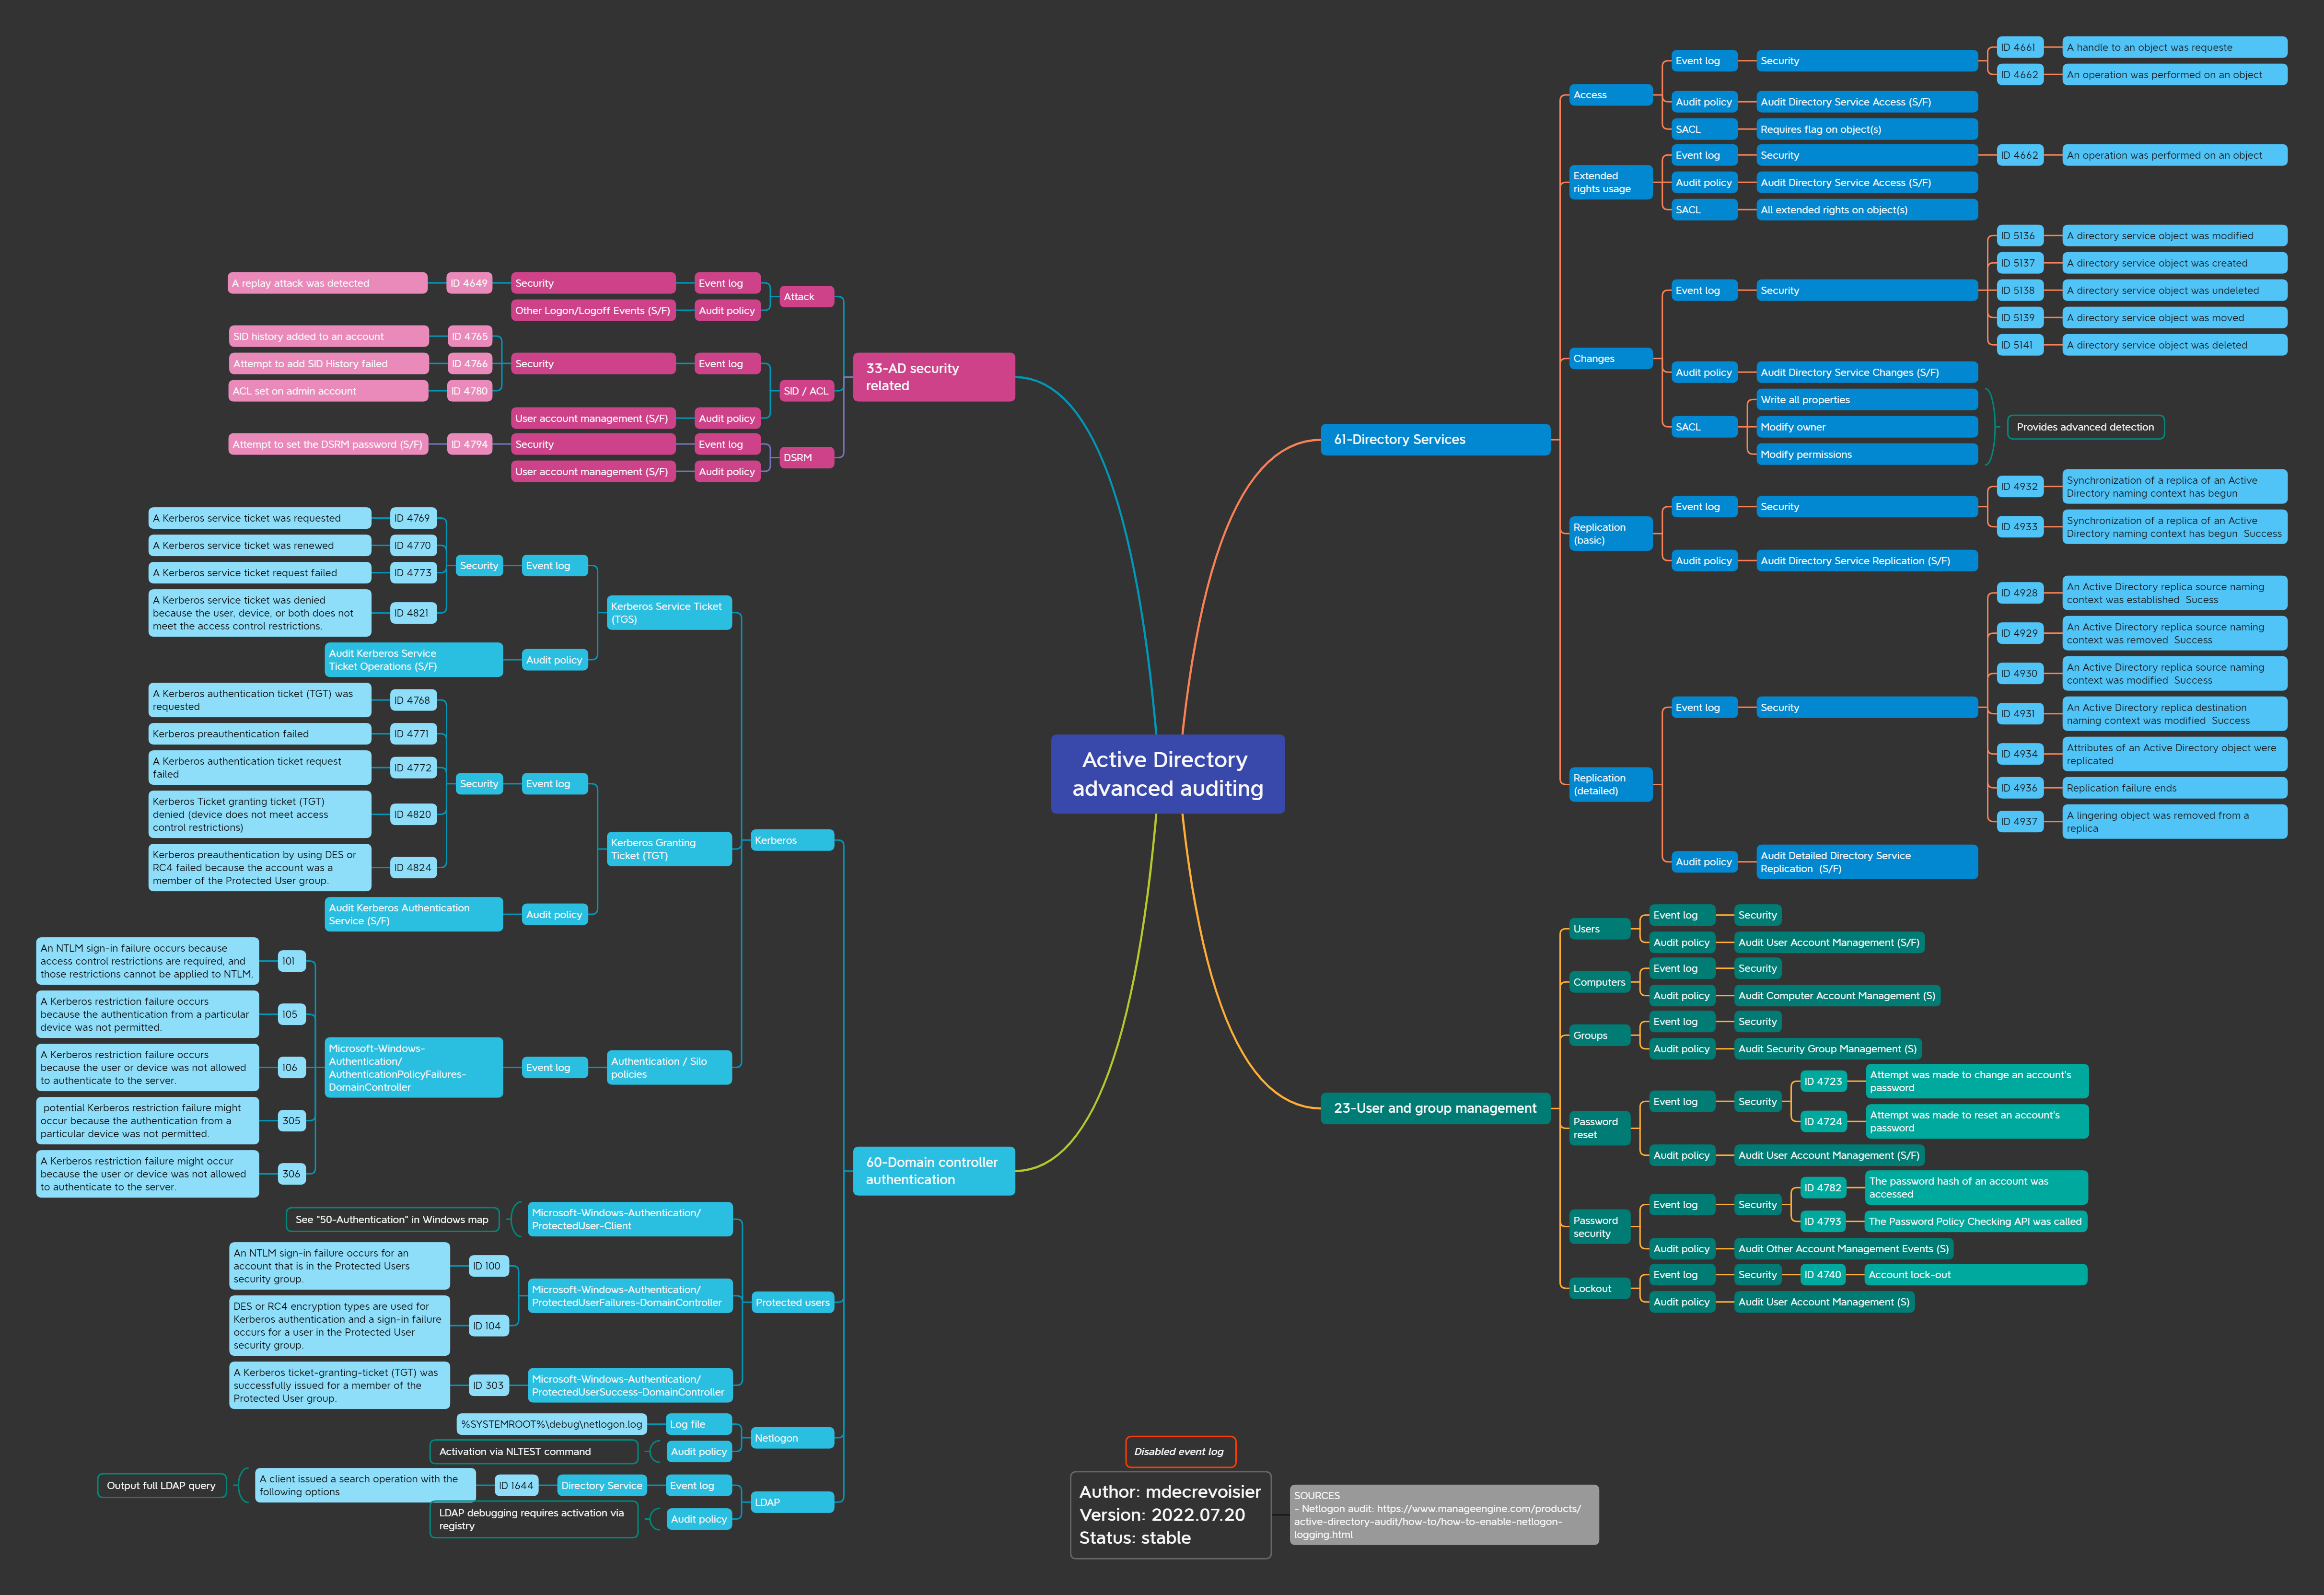 Active Directory
advanced auditing
33-AD security
related
Attack
Event log
Security
ID 4649
A replay attack was detected
Audit policy
Other Logon/Logoff Events (S/F)
SID / ACL
Event log
Security
ID 4765
SID history added to an account
ID 4766
Attempt to add SID History failed
ID 4780
ACL set on admin account
Audit policy
User account management (S/F)
DSRM
Event log
Security
ID 4794
Attempt to set the DSRM password (S/F)
Audit policy
User account management (S/F)
60-Domain controller
authentication
Kerberos
Kerberos Service Ticket
(TGS)
Event log
Security
ID 4769
A Kerberos service ticket was requested
ID 4770
A Kerberos service ticket was renewed
ID 4773
A Kerberos service ticket request failed
ID 4821
A Kerberos service ticket was denied
because the user, device, or both does not
meet the access control restrictions.
Audit policy
Audit Kerberos Service
Ticket Operations (S/F)
Kerberos Granting
Ticket (TGT)
Event log
Security
ID 4768
A Kerberos authentication ticket (TGT) was
requested
ID 4771
Kerberos preauthentication failed
ID 4772
A Kerberos authentication ticket request
failed
ID 4820
Kerberos Ticket granting ticket (TGT)
denied (device does not meet access
control restrictions)
ID 4824
Kerberos preauthentication by using DES or
RC4 failed because the account was a
member of the Protected User group.
Audit policy
Audit Kerberos Authentication
Service (S/F)
Authentication / Silo
policies
Event log
Microsoft-Windows-
Authentication/
AuthenticationPolicyFailures-
DomainController
101
An NTLM sign-in failure occurs because
access control restrictions are required, and
those restrictions cannot be applied to NTLM.
105
A Kerberos restriction failure occurs
because the authentication from a particular
device was not permitted.
106
A Kerberos restriction failure occurs
because the user or device was not allowed
to authenticate to the server.
305
potential Kerberos restriction failure might
occur because the authentication from a
particular device was not permitted.
306
A Kerberos restriction failure might occur
because the user or device was not allowed
to authenticate to the server.
Protected users
Microsoft-Windows-Authentication/
ProtectedUser-Client
See "50-Authentication" in Windows map
Microsoft-Windows-Authentication/
ProtectedUserFailures-DomainController
ID 100
An NTLM sign-in failure occurs for an
account that is in the Protected Users
security group.
ID 104
DES or RC4 encryption types are used for
Kerberos authentication and a sign-in failure
occurs for a user in the Protected User
security group.
Microsoft-Windows-Authentication/
ProtectedUserSuccess-DomainController
ID 303
A Kerberos ticket-granting-ticket (TGT) was
successfully issued for a member of the
Protected User group.
Netlogon
Log file
%SYSTEMROOT%\debug\netlogon.log
Audit policy
Activation via NLTEST command
LDAP
Event log
Directory Service
ID 1644
A client issued a search operation with the
following options
Output full LDAP query
Audit policy
LDAP debugging requires activation via
registry
61-Directory Services
Access
Event log
Security
ID 4661
A handle to an object was requeste
ID 4662
An operation was performed on an object
Audit policy
Audit Directory Service Access (S/F)
SACL
Requires flag on object(s)
Extended
rights usage
Event log
Security
ID 4662
An operation was performed on an object
Audit policy
Audit Directory Service Access (S/F)
SACL
All extended rights on object(s)
Changes
Event log
Security
ID 5136
A directory service object was modified
ID 5137
A directory service object was created
ID 5138
A directory service object was undeleted
ID 5139
A directory service object was moved
ID 5141
A directory service object was deleted
Audit policy
Audit Directory Service Changes (S/F)
SACL
Write all properties
Modify owner
Modify permissions
Provides advanced detection
Replication
(basic)
Event log
Security
ID 4932
Synchronization of a replica of an Active
Directory naming context has begun
ID 4933
Synchronization of a replica of an Active
Directory naming context has begun  Success
Audit policy
Audit Directory Service Replication (S/F)
Replication
(detailed)
Event log
Security
ID 4928
An Active Directory replica source naming
context was established  Sucess
ID 4929
An Active Directory replica source naming
context was removed  Success
ID 4930
An Active Directory replica source naming
context was modified  Success
ID 4931
An Active Directory replica destination
naming context was modified  Success
ID 4934
Attributes of an Active Directory object were
replicated
ID 4936
Replication failure ends
ID 4937
A lingering object was removed from a
replica
Audit policy
Audit Detailed Directory Service
Replication  (S/F)
23-User and group management
Users
Event log
Security
Audit policy
Audit User Account Management (S/F)
Computers
Event log
Security
Audit policy
Audit Computer Account Management (S)
Groups
Event log
Security
Audit policy
Audit Security Group Management (S)
Password
reset
Event log
Security
ID 4723
Attempt was made to change an account's
password
ID 4724
Attempt was made to reset an account's
password
Audit policy
Audit User Account Management (S/F)
Password
security
Event log
Security
ID 4782
The password hash of an account was
accessed
ID 4793
The Password Policy Checking API was called
Audit policy
Audit Other Account Management Events (S)
Lockout
Event log
Security
ID 4740
Account lock-out
Audit policy
Audit User Account Management (S)
Disabled event log
Author: mdecrevoisier
Version: 2022.07.20
Status: stable
SOURCES
- Netlogon audit: https://www.manageengine.com/products/
active-directory-audit/how-to/how-to-enable-netlogon-
logging.html